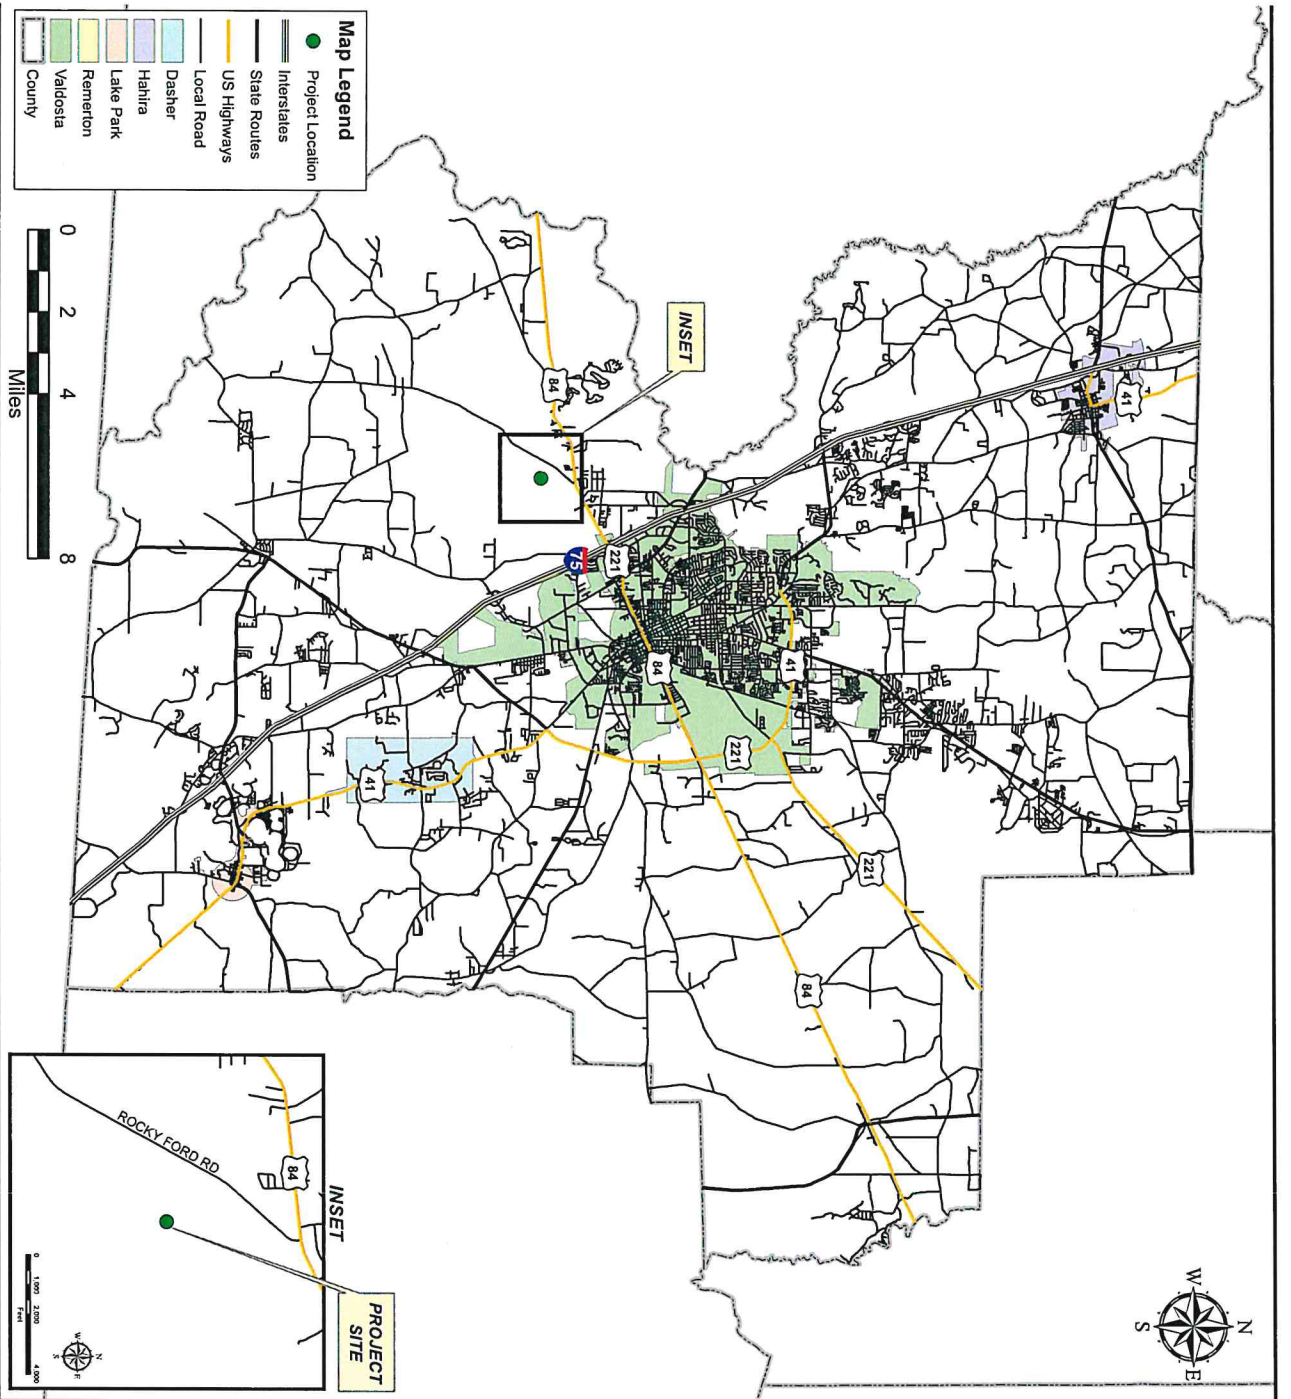 Map Legend
Project Location
Interstates
State Routes
US Highways
Local Road
Dasher
Hahira
Lake Park
Remerton
Valdosta
County
0 2 4 8
Miles
INSET
41
84
75
221
84
41
221
221
41
84
N
W E
S
INSET
84
ROCKY FORD RD
PROJECT
SITE
0 1,000 2,000 4,000
Feet
N
W E
S